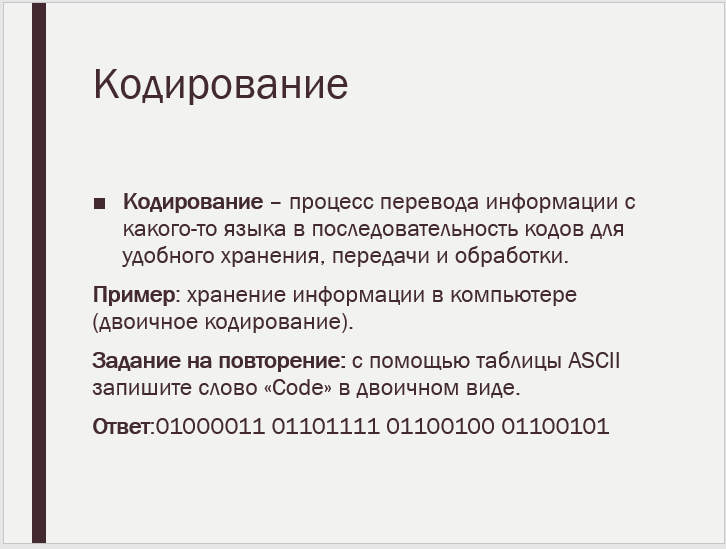 Кодирование
Кодирование – процесс перевода информации с
какого-то языка в последовательность кодов для
удобного хранения, передачи и обработки.
Пример: хранение информации в компьютере
(двоичное кодирование).
Задание на повторение: с помощью таблицы ASCII
запишите слово «Code» в двоичном виде.
Ответ:01000011 01101111 01100100 01100101